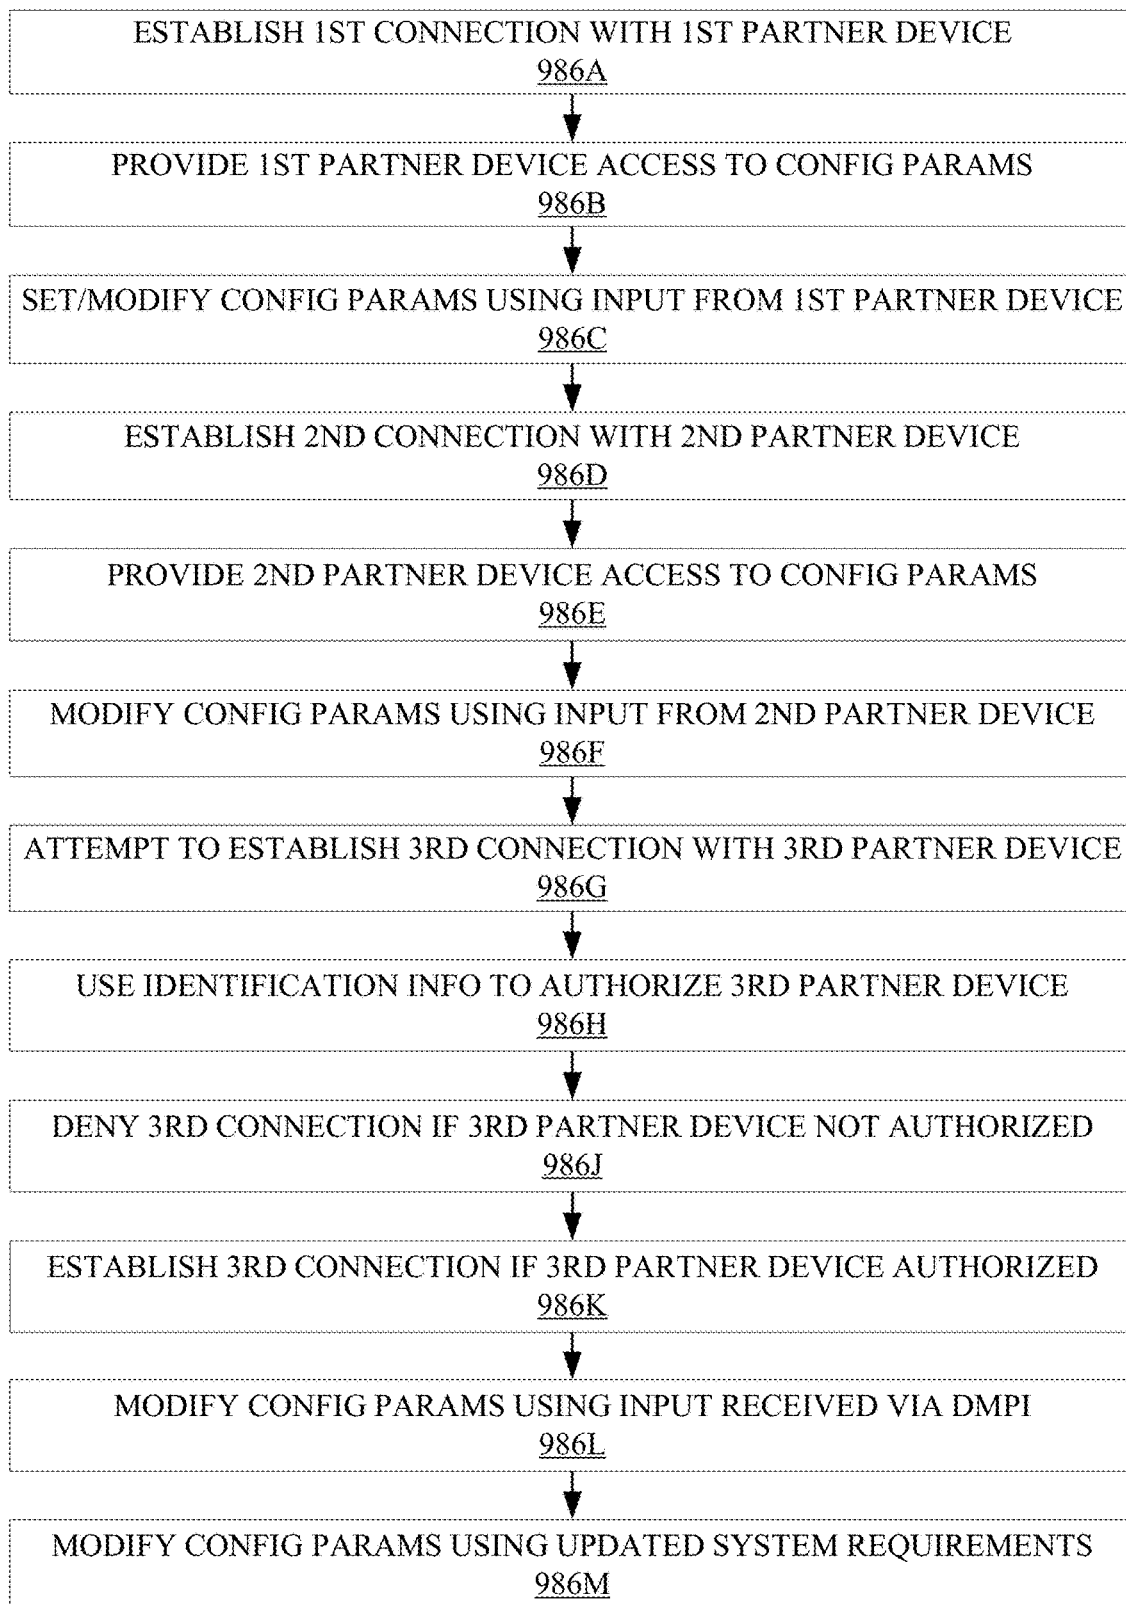 ESTABLISH 1ST CONNECTION WITH 1ST PARTNER DEVICE
986A
PROVIDE 1ST PARTNER DEVICE ACCESS TO CONFIG PARAMS
986B
SET/MODIFY CONFIG PARAMS USING INPUT FROM 1ST PARTNER DEVICE
986C
ESTABLISH 2ND CONNECTION WITH 2ND PARTNER DEVICE
986D
PROVIDE 2ND PARTNER DEVICE ACCESS TO CONFIG PARAMS
986E
MODIFY CONFIG PARAMS USING INPUT FROM 2ND PARTNER DEVICE
986F
ATTEMPT TO ESTABLISH 3RD CONNECTION WITH 3RD PARTNER DEVICE
986G
USE IDENTIFICATION INFO TO AUTHORIZE 3RD PARTNER DEVICE
986H
DENY 3RD CONNECTION IF 3RD PARTNER DEVICE NOT AUTHORIZED
986J
ESTABLISH 3RD CONNECTION IF 3RD PARTNER DEVICE AUTHORIZED
986K
MODIFY CONFIG PARAMS USING INPUT RECEIVED VIA DMPI
986L
MODIFY CONFIG PARAMS USING UPDATED SYSTEM REQUIREMENTS
986M